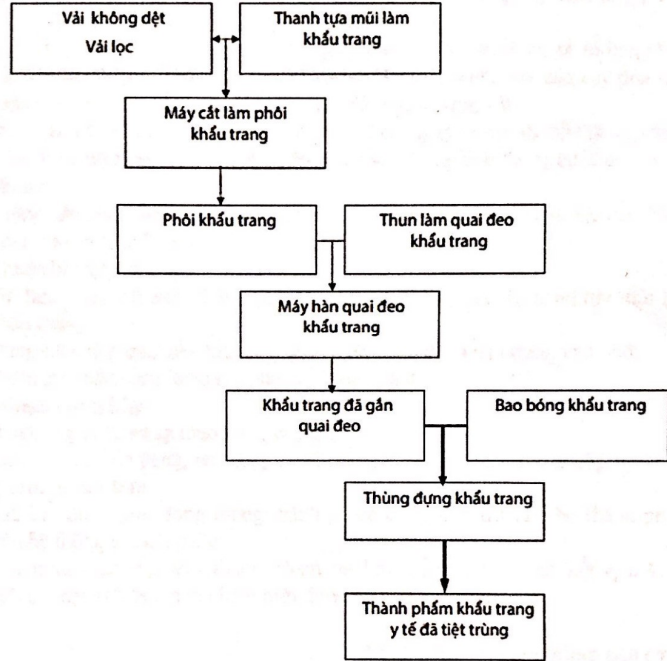 Vải không dệt
Vải lọc
Thanh tựa mũi làm
khẩu trang
Máy cắt làm phôi
khẩu trang
Phôi khẩu trang
Thun làm quai đeo
khẩu trang
Máy hàn quai đeo
khẩu trang
Khẩu trang đã gắn
quai đeo
Bao bóng khẩu trang
Thùng đựng khẩu trang
Thành phẩm khẩu trang
y tế đã tiệt trùng